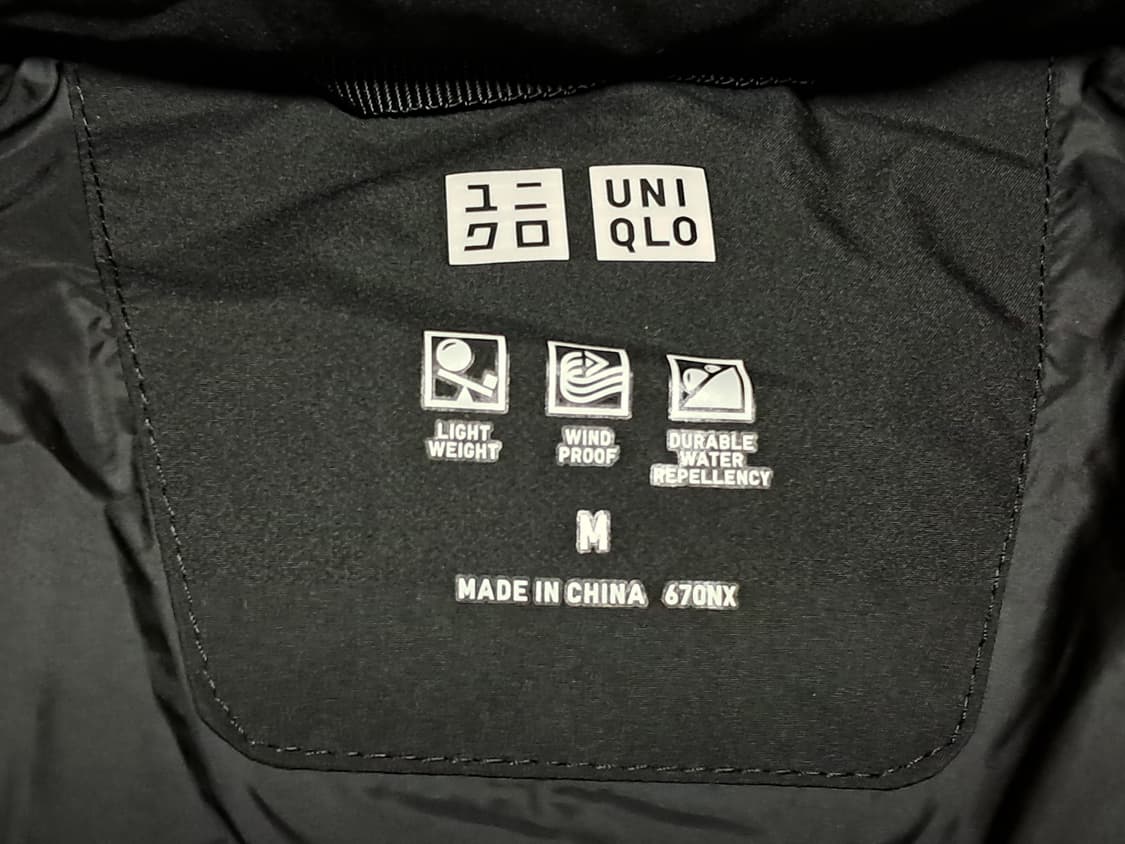 ユニ
クロ
UNI
QLO
LIGHT
WEIGHT
WIND
PROOF
DURABLE
WATER
REPELLENCY
M
MADE IN CHINA 670NX